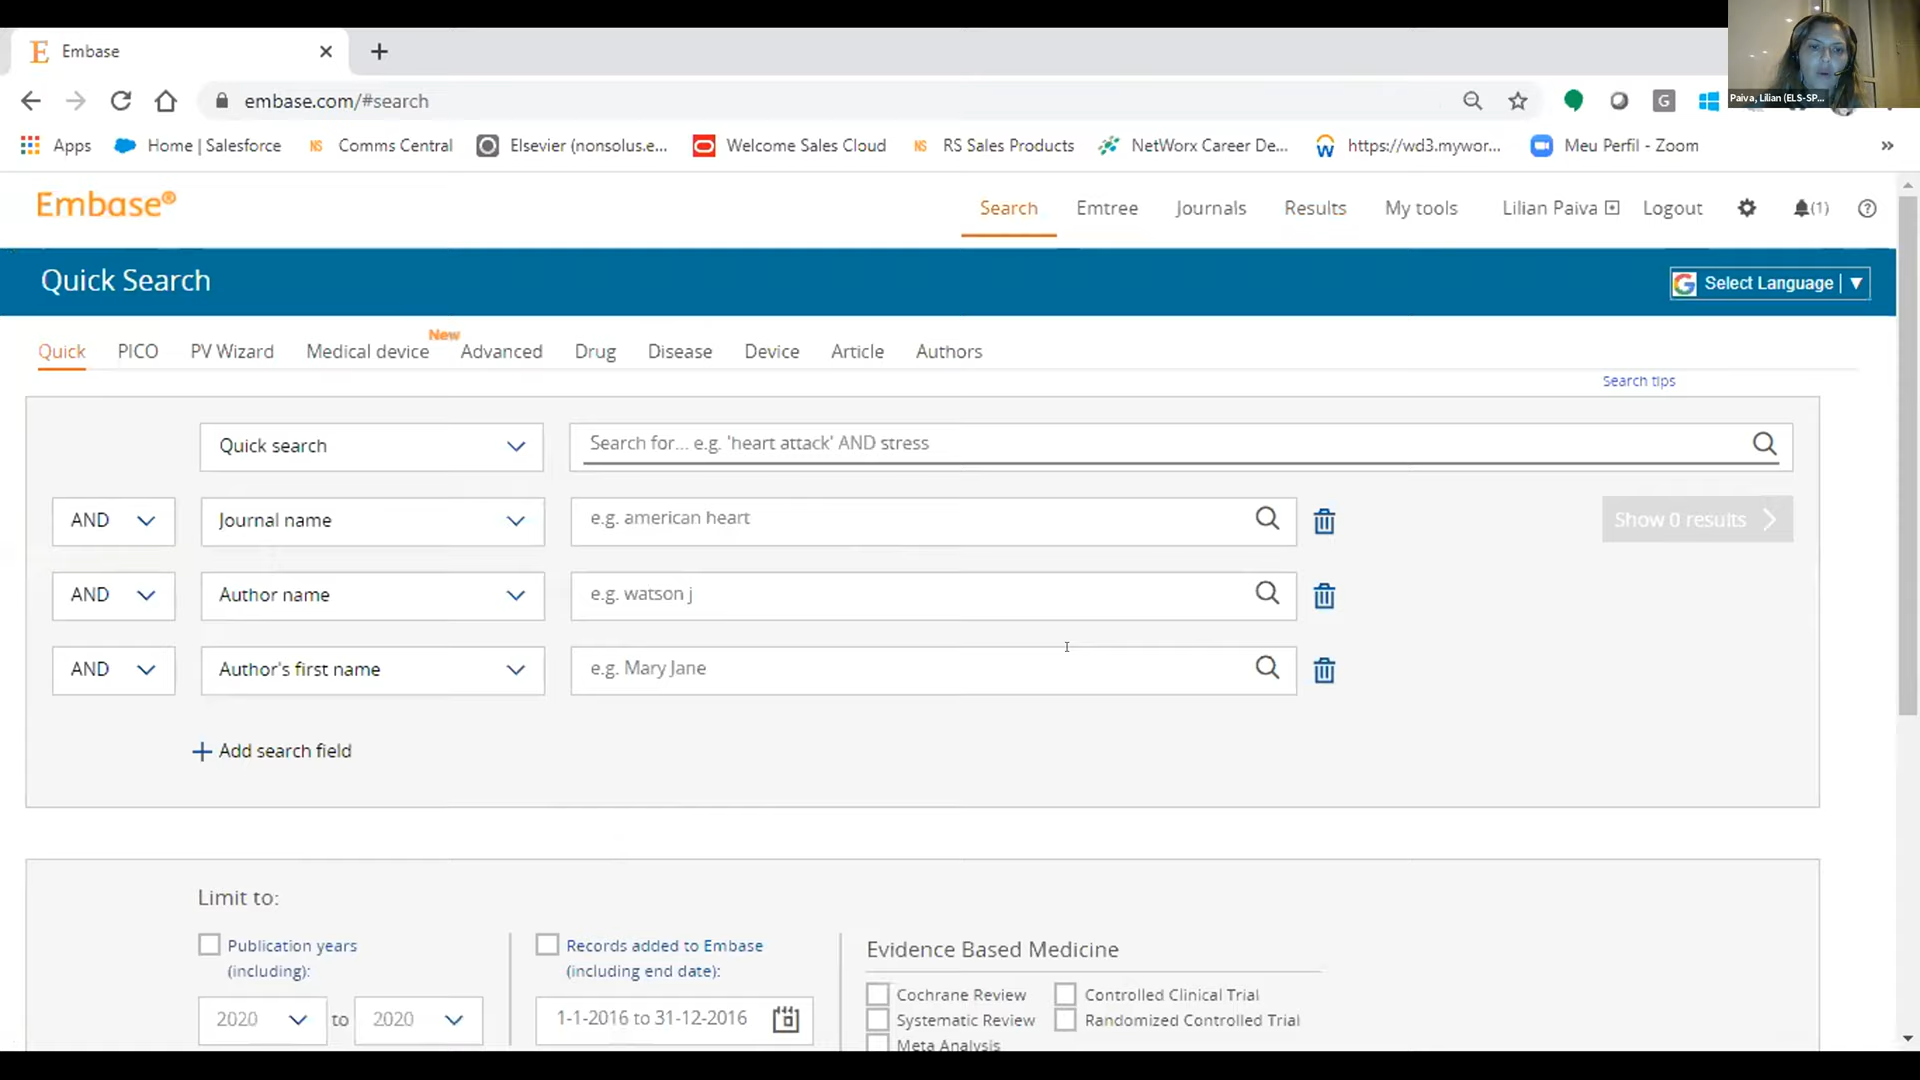 Embase
Paiva, Lilian (ELS-SP...
embase.com/#search
Apps Home | Salesforce NS Comms Central Elsevier (nonsolus.e... Welcome Sales Cloud NS RS Sales Products NetWorx Career De... https://wd3.mywor... Meu Perfil - Zoom »
Embase®
Search Emtree Journals Results My tools Lilian Paiva Logout (1)
Quick Search
Select Language
New
Quick PICO PV Wizard Medical device Advanced Drug Disease Device Article Authors
Search tips
Quick search Search for... e.g. 'heart attack' AND stress
AND Journal name e.g. american heart Show 0 results
AND Author name e.g. watson j
AND Author's first name e.g. Mary Jane
+ Add search field
Limit to:
Publication years
(including):
2020 to 2020
Records added to Embase
(including end date):
1-1-2016 to 31-12-2016
Evidence Based Medicine
Cochrane Review Controlled Clinical Trial
Systematic Review Randomized Controlled Trial
Meta Analysis